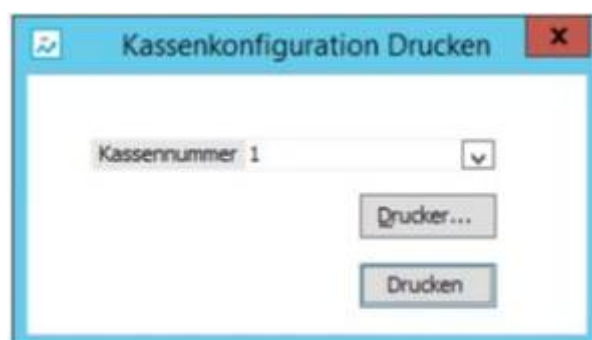 Kassenkonfiguration Drucken
Kassennummer 1
Drucker...
Drucken